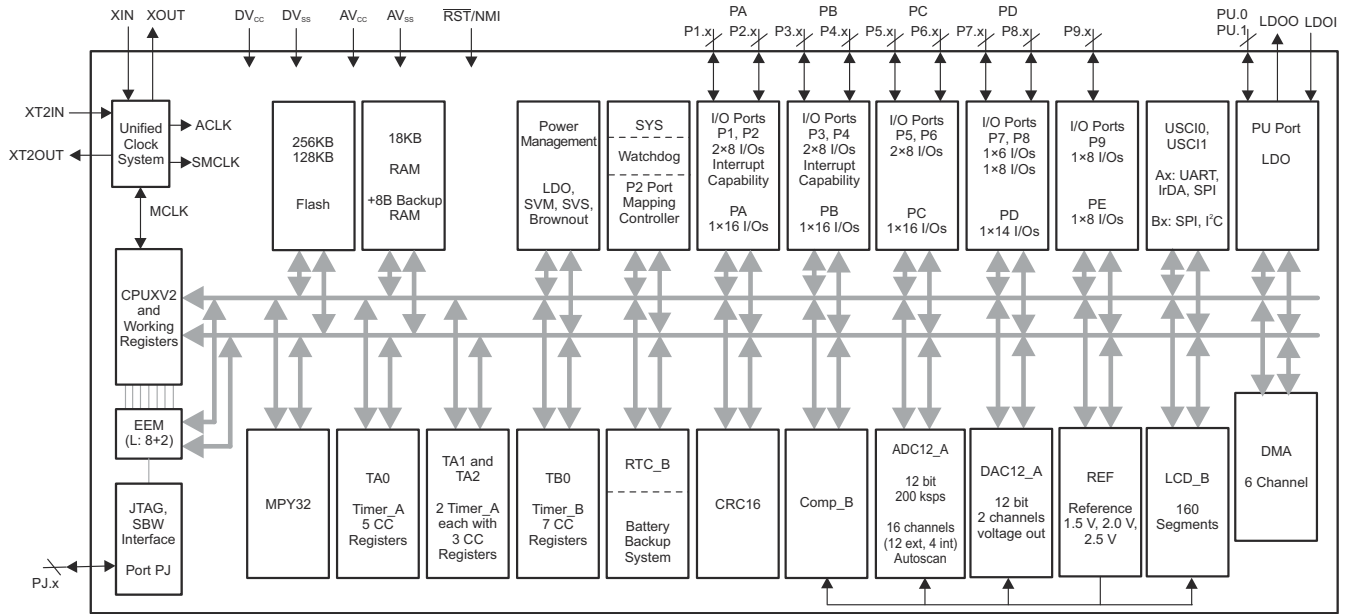 XIN
XOUT
DVCC
DVSS
AVCC
AVSS
RST/NMI
PA
P1.x
P2.x
PB
P3.x
P4.x
PC
P5.x
P6.x
PD
P7.x
P8.x
P9.x
PU.0
PU.1
LDOO
LDOI
XT2IN
XT2OUT
Unified
Clock
System
ACLK
SMCLK
MCLK
256KB
128KB
Flash
18KB
RAM
+8B Backup
RAM
Power
Management
LDO,
SVM, SVS,
Brownout
SYS
Watchdog
P2 Port
Mapping
Controller
I/O Ports
P1, P2
2×8 I/Os
Interrupt
Capability
PA
1×16 I/Os
I/O Ports
P3, P4
2×8 I/Os
Interrupt
Capability
PB
1×16 I/Os
I/O Ports
P5, P6
2×8 I/Os
PC
1×16 I/Os
I/O Ports
P7, P8
1×6 I/Os
1×8 I/Os
PD
1×14 I/Os
I/O Ports
P9
1×8 I/Os
PE
1×8 I/Os
USCI0,
USCI1
Ax: UART,
IrDA, SPI
Bx: SPI, I²C
PU Port
LDO
CPUXV2
and
Working
Registers
EEM
(L: 8+2)
JTAG,
SBW
Interface
Port PJ
PJ.x
MPY32
TA0
Timer_A
5 CC
Registers
TA1 and
TA2
2 Timer_A
each with
3 CC
Registers
TB0
Timer_B
7 CC
Registers
RTC_B
Battery
Backup
System
CRC16
Comp_B
ADC12_A
12 bit
200 ksps
16 channels
(12 ext, 4 int)
Autoscan
DAC12_A
12 bit
2 channels
voltage out
REF
Reference
1.5 V, 2.0 V,
2.5 V
LCD_B
160
Segments
DMA
6 Channel